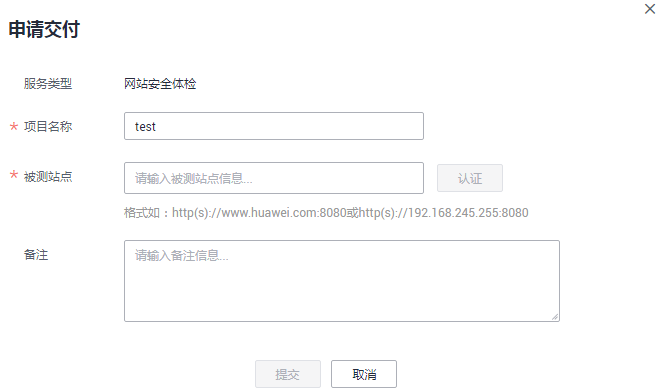 申请交付
服务类型 网站安全体检
* 项目名称 test
* 被测站点 请输入被测站点信息... 认证
格式如：http(s)://www.huawei.com:8080或http(s)://192.168.245.255:8080
备注 请输入备注信息...
提交 取消